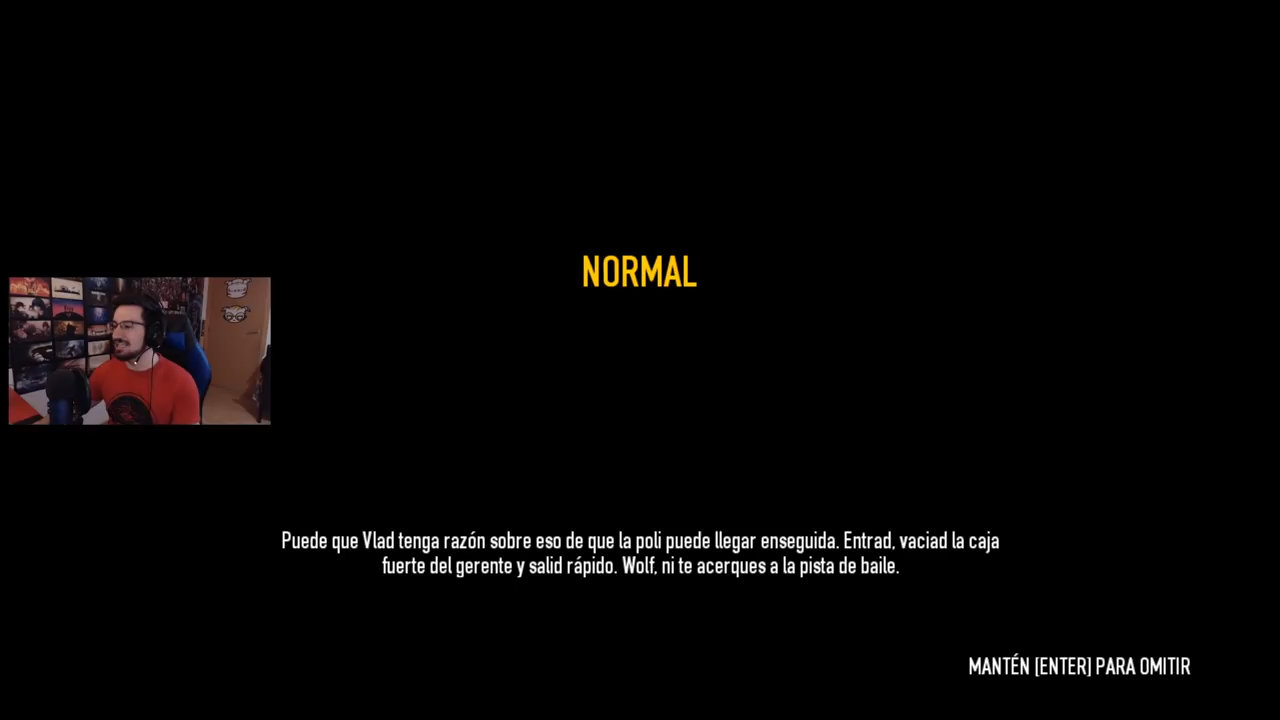 NORMAL
Puede que Vlad tenga razón sobre eso de que la poli puede llegar enseguida. Entrad, vaciad la caja
fuerte del gerente y salid rápido. Wolf, ni te acerques a la pista de baile.
MANTÉN [ENTER] PARA OMITIR